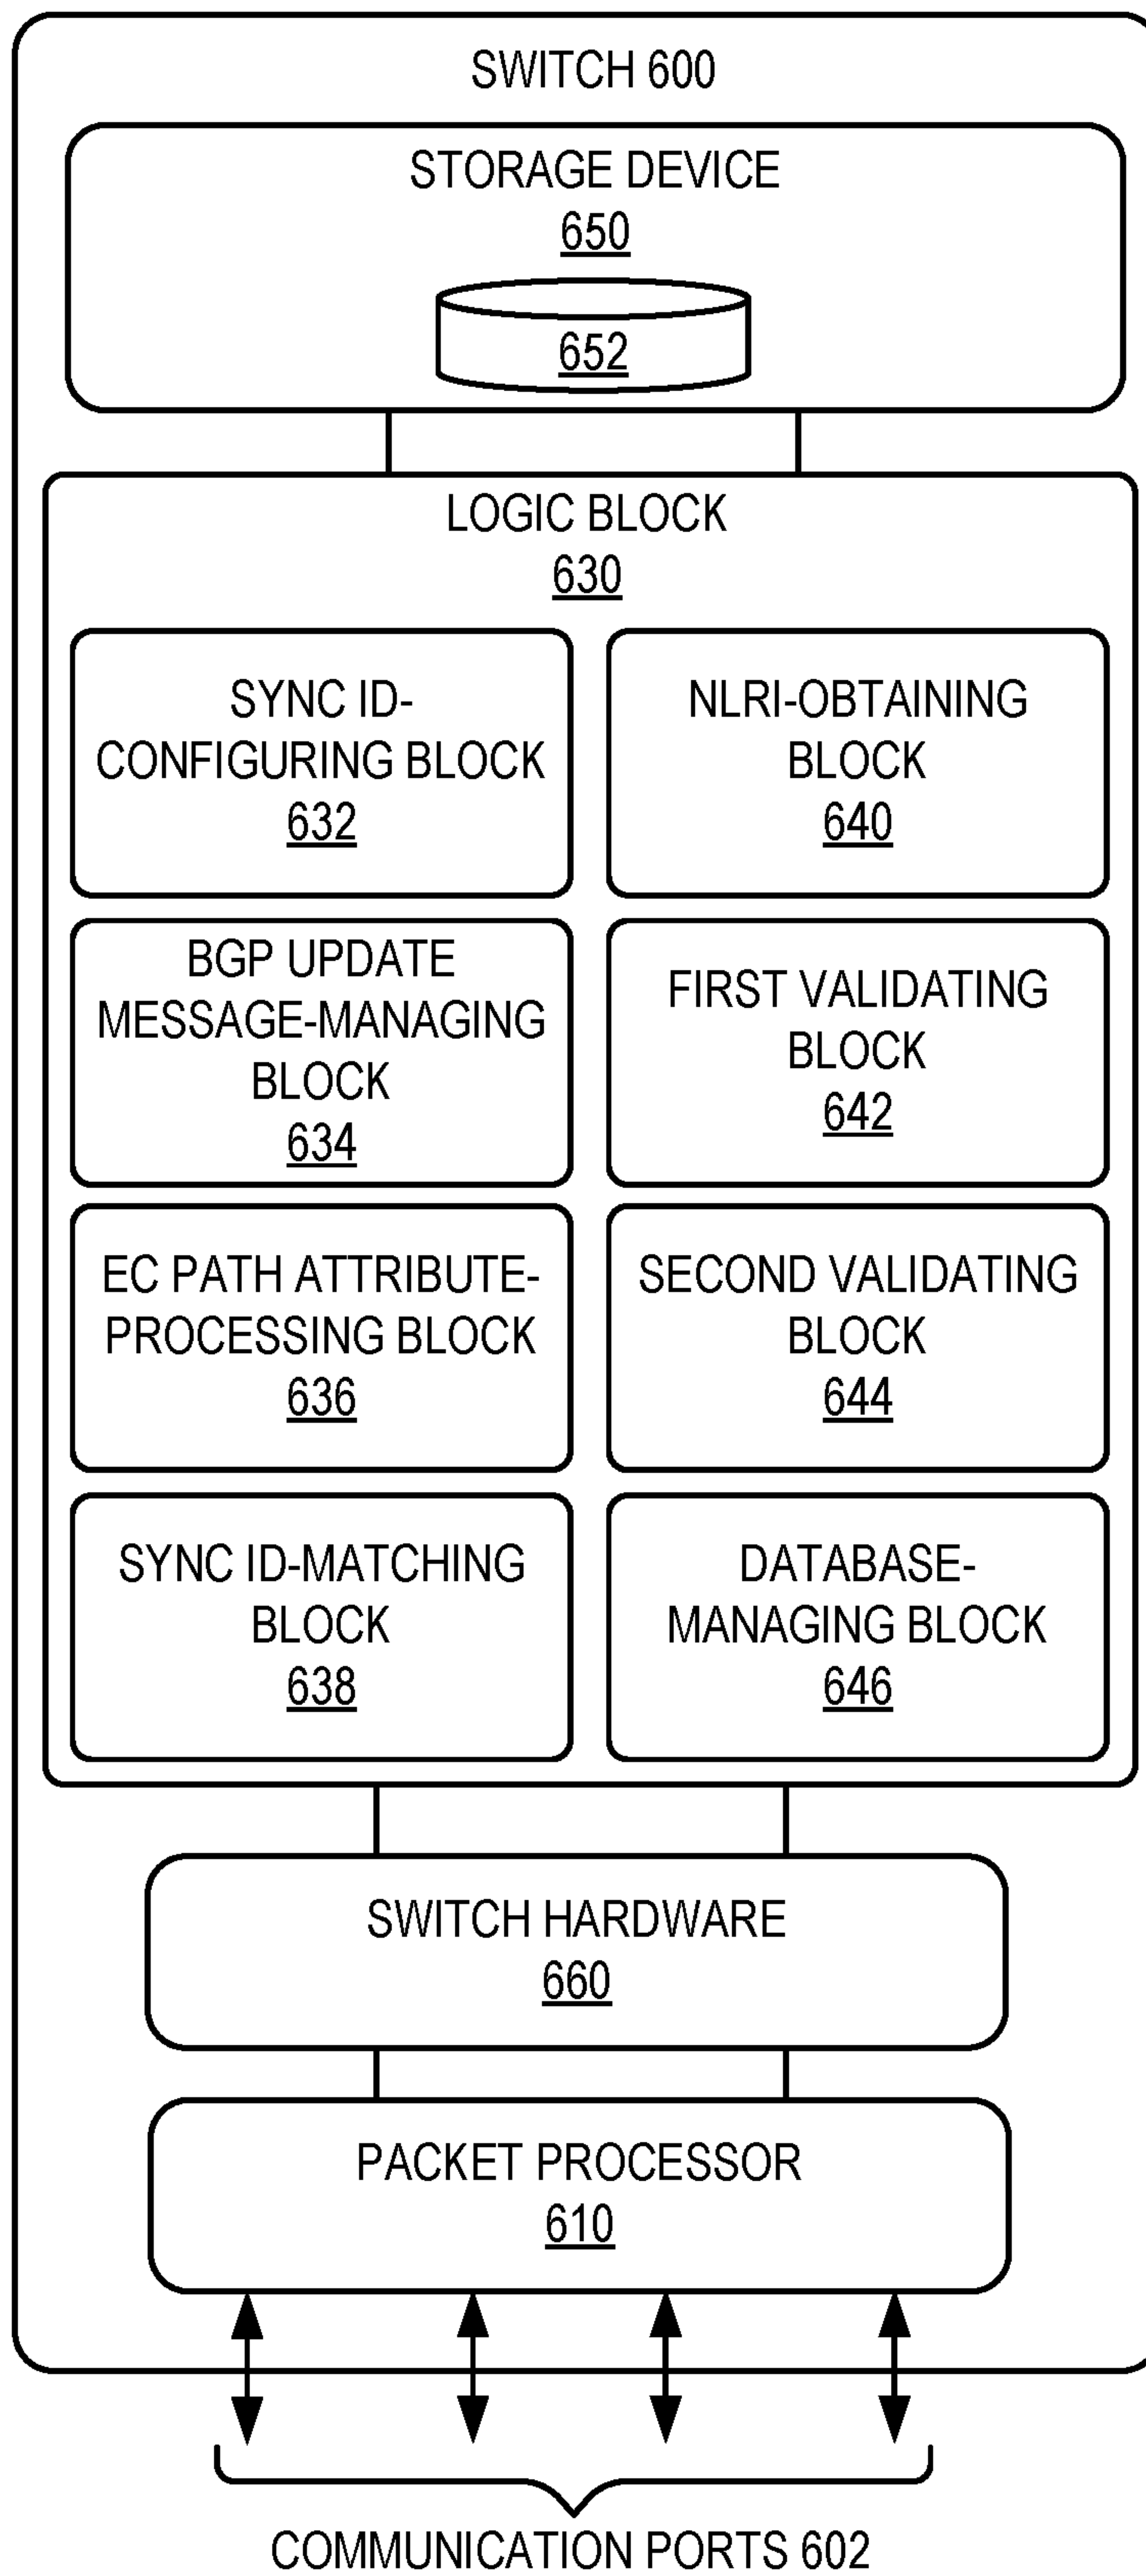 SWITCH 600
STORAGE DEVICE
650
652
LOGIC BLOCK
630
SYNC ID-
CONFIGURING BLOCK
632
NLRI-OBTAINING
BLOCK
640
BGP UPDATE
MESSAGE-MANAGING
BLOCK
634
FIRST VALIDATING
BLOCK
642
EC PATH ATTRIBUTE-
PROCESSING BLOCK
636
SECOND VALIDATING
BLOCK
644
SYNC ID-MATCHING
BLOCK
638
DATABASE-
MANAGING BLOCK
646
SWITCH HARDWARE
660
PACKET PROCESSOR
610
COMMUNICATION PORTS 602